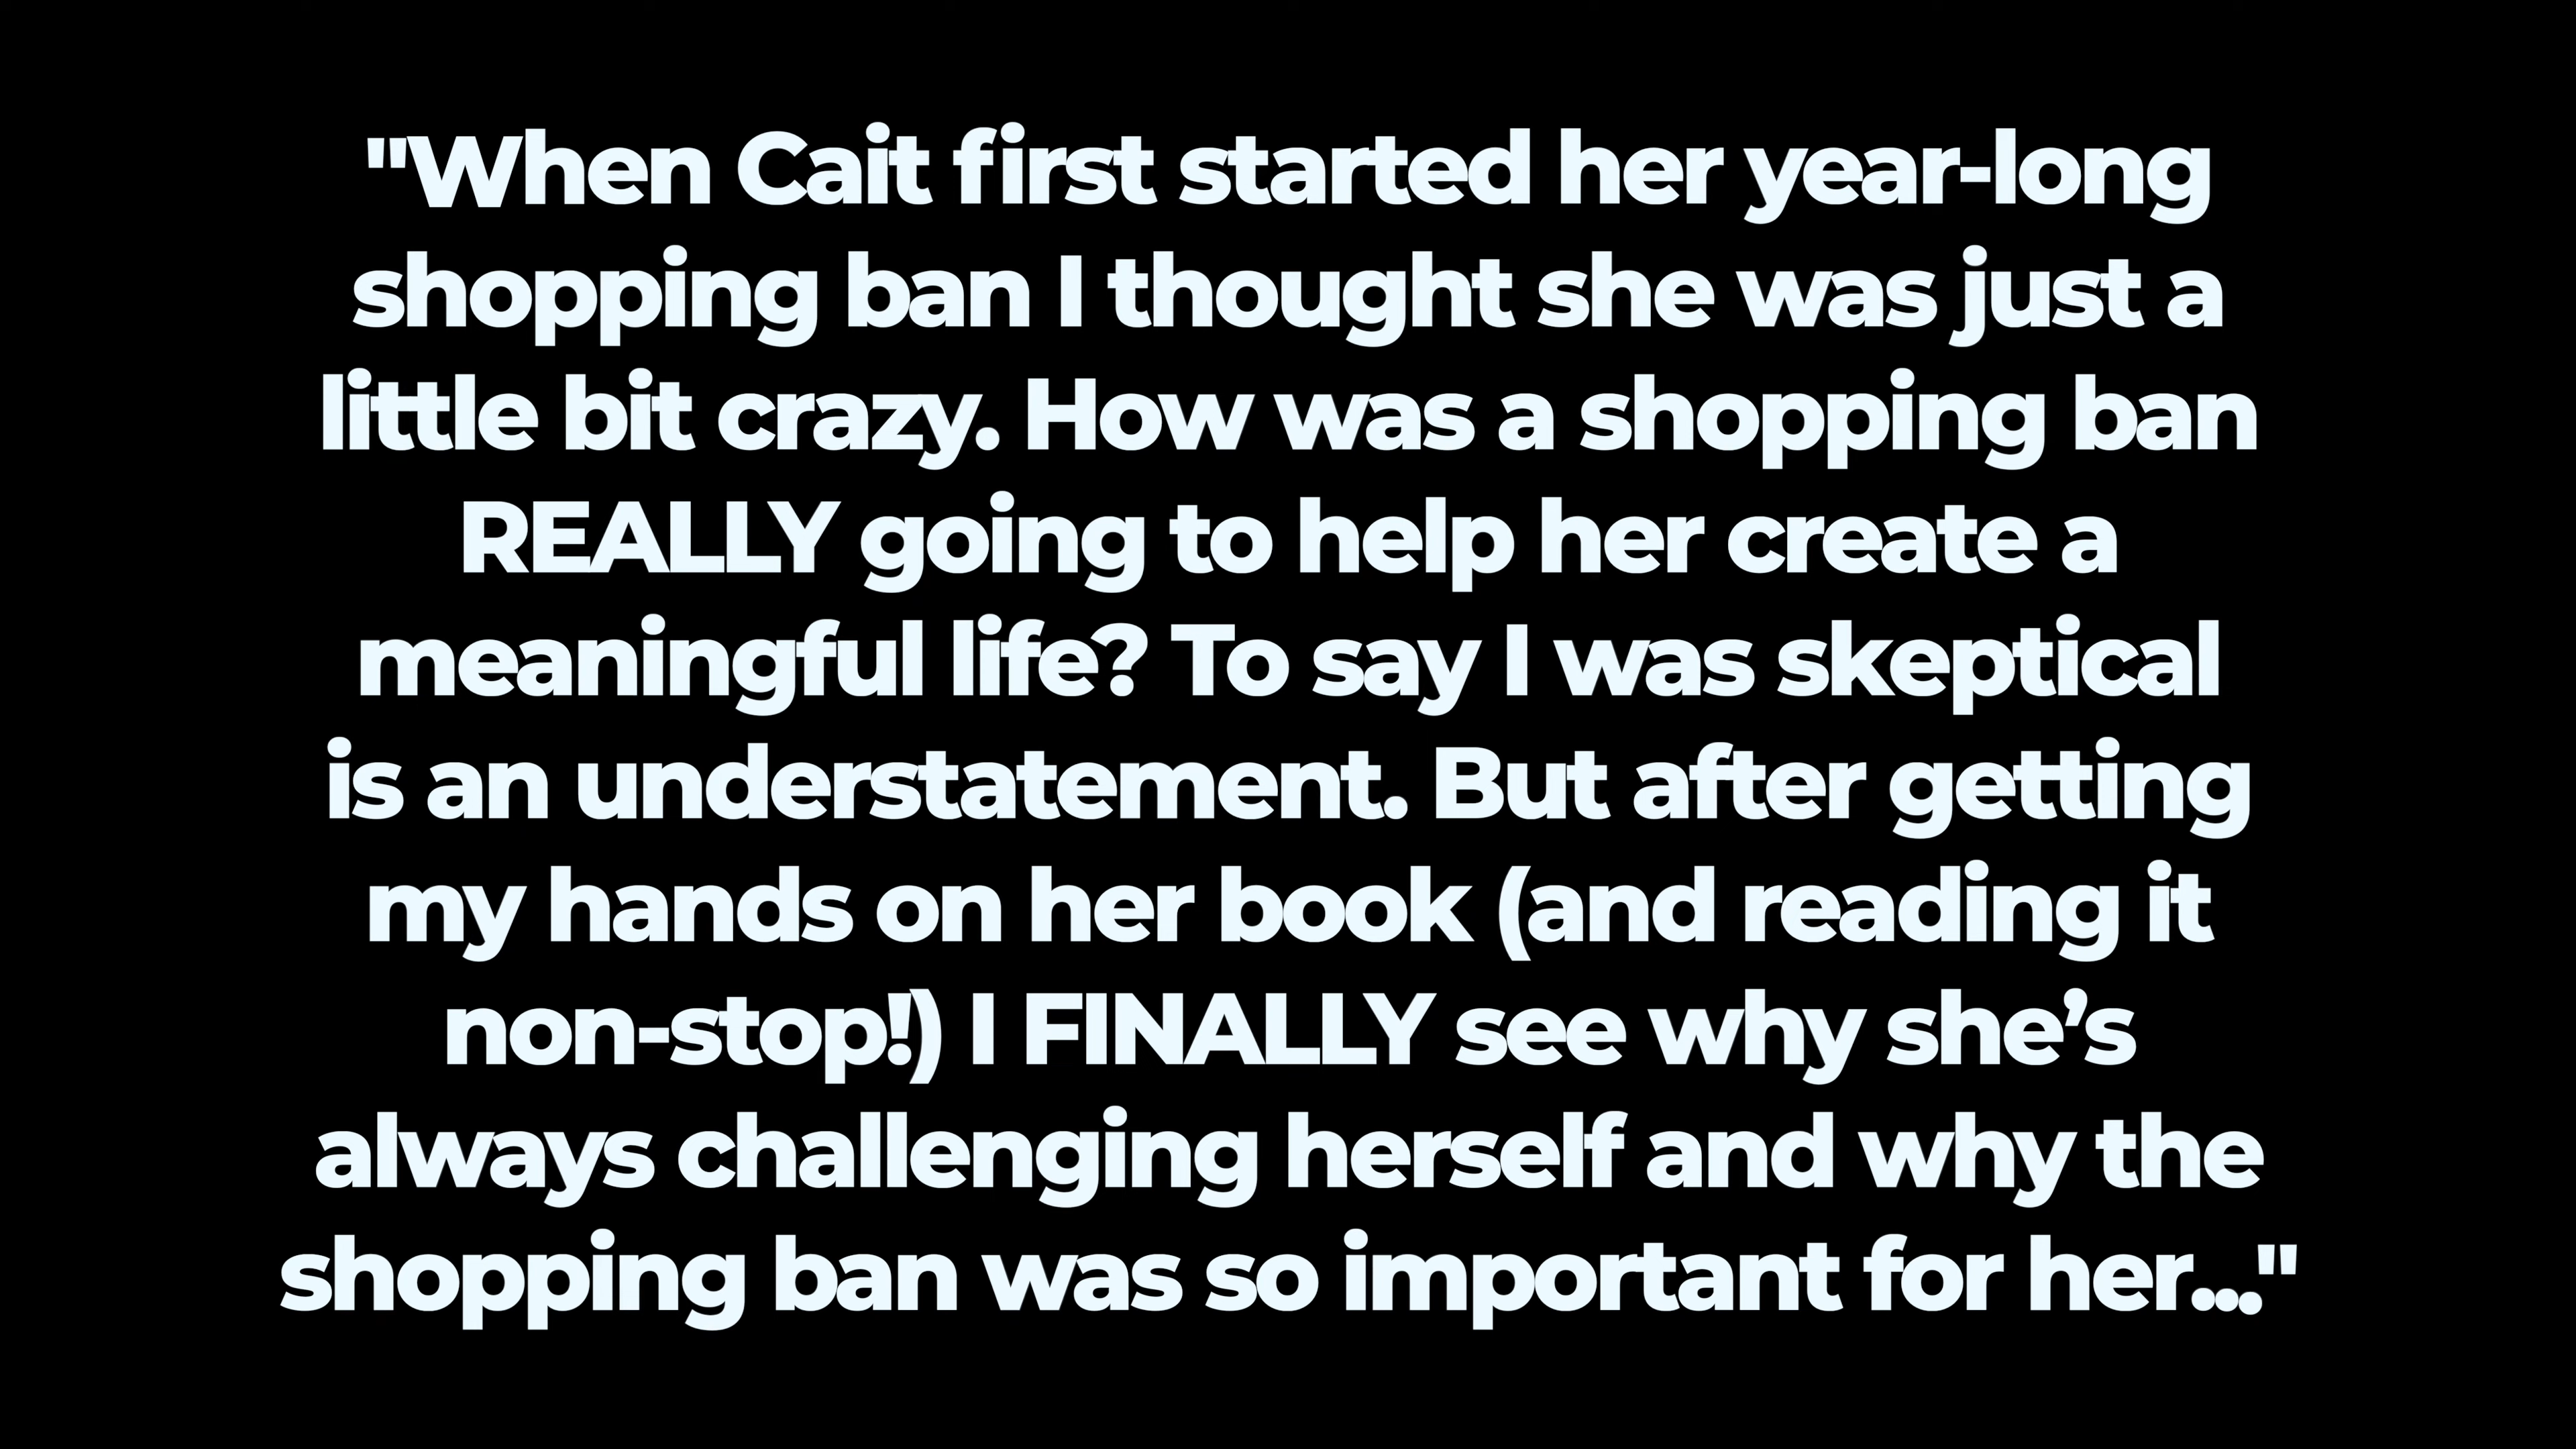 "When Cait first started her year-long
shopping ban I thought she was just a
little bit crazy. How was a shopping ban
REALLY going to help her create a
meaningful life? To say I was skeptical
is an understatement. But after getting
my hands on her book (and reading it
non-stop!) I FINALLY see why she’s
always challenging herself and why the
shopping ban was so important for her..."